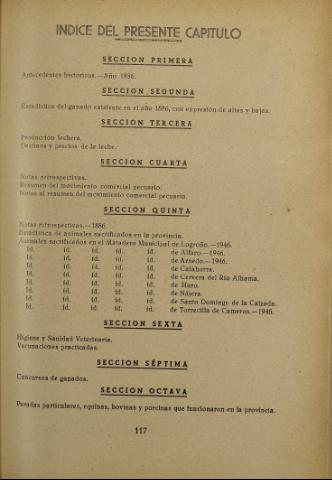 INDICE DEL PRESENTE CAPITULO
SECCION PRIMERA
Antecedentes históricos.—Año 1886.
SECCION SEGUNDA
Estadística del ganado existente en el año 1886, con expresión de altas y bajas.
SECCION TERCERA
Producción lechera.
Destinos y precios de la leche.
SECCION CUARTA
Notas retrospectivas.
Resumen del movimiento comercial pecuario.
Notas al resumen del movimiento comercial pecuario.
SECCION QUINTA
Notas retrospectivas.—1886.
Estadística de animales sacrificados en la provincia.
Animales sacrificados en el Matadero Municipal de Logroño.—1946.
Id. Id. id. id. id. de Alfaro.—1946.
Id. Id. id. id. id. de Arnedo.—1946.
Id. Id. id. id. id. de Calahorra.
Id. Id. id. id. id. de Cervera del Río Alhama.
Id. Id. id. id. id. de Haro.
Id. Id. id. id. id. de Nájera.
Id. Id. id. id. id. de Santo Domingo de la Calzada.
Id. Id. id. id. id. de Torrecilla de Cameros.—1946.
SECCION SEXTA
Higiene y Sanidad Veterinaria.
Vacunaciones practicadas.
SECCION SÉPTIMA
Concursos de ganados.
SECCION OCTAVA
Paradas particulares, equinas, bovinas y porcinas que funcionaron en la provincia.
117